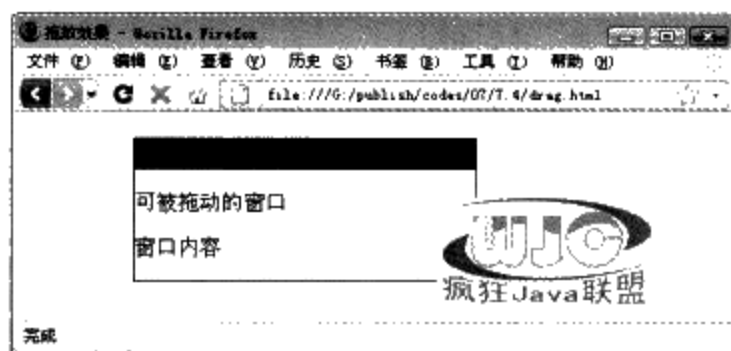 拖放效果 - Mozilla Firefox
文件 (F) 编辑 (E) 查看 (V) 历史 (S) 书签 (B) 工具 (T) 帮助 (H)
file:///G:/publish/codes/07/7.4/drag.html
可被拖动的窗口
窗口内容
WJC
疯狂Java联盟
完成